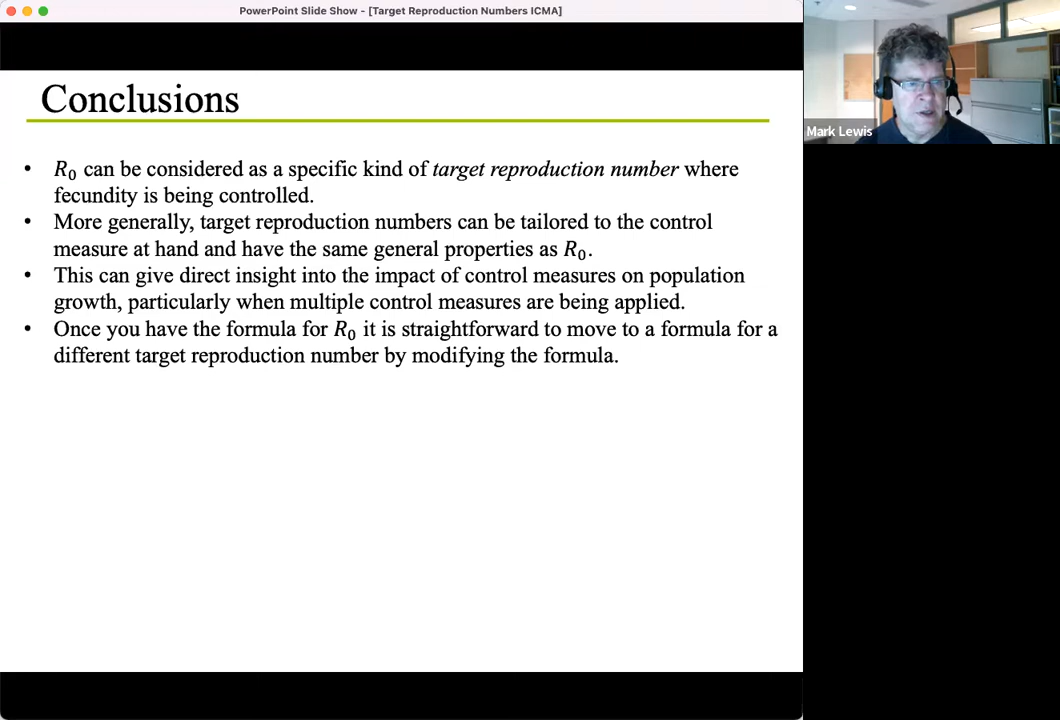 PowerPoint Slide Show - [Target Reproduction Numbers ICMA]
Conclusions
• R₀ can be considered as a specific kind of target reproduction number where
fecundity is being controlled.
• More generally, target reproduction numbers can be tailored to the control
measure at hand and have the same general properties as R₀.
• This can give direct insight into the impact of control measures on population
growth, particularly when multiple control measures are being applied.
• Once you have the formula for R₀ it is straightforward to move to a formula for a
different target reproduction number by modifying the formula.
Mark Lewis